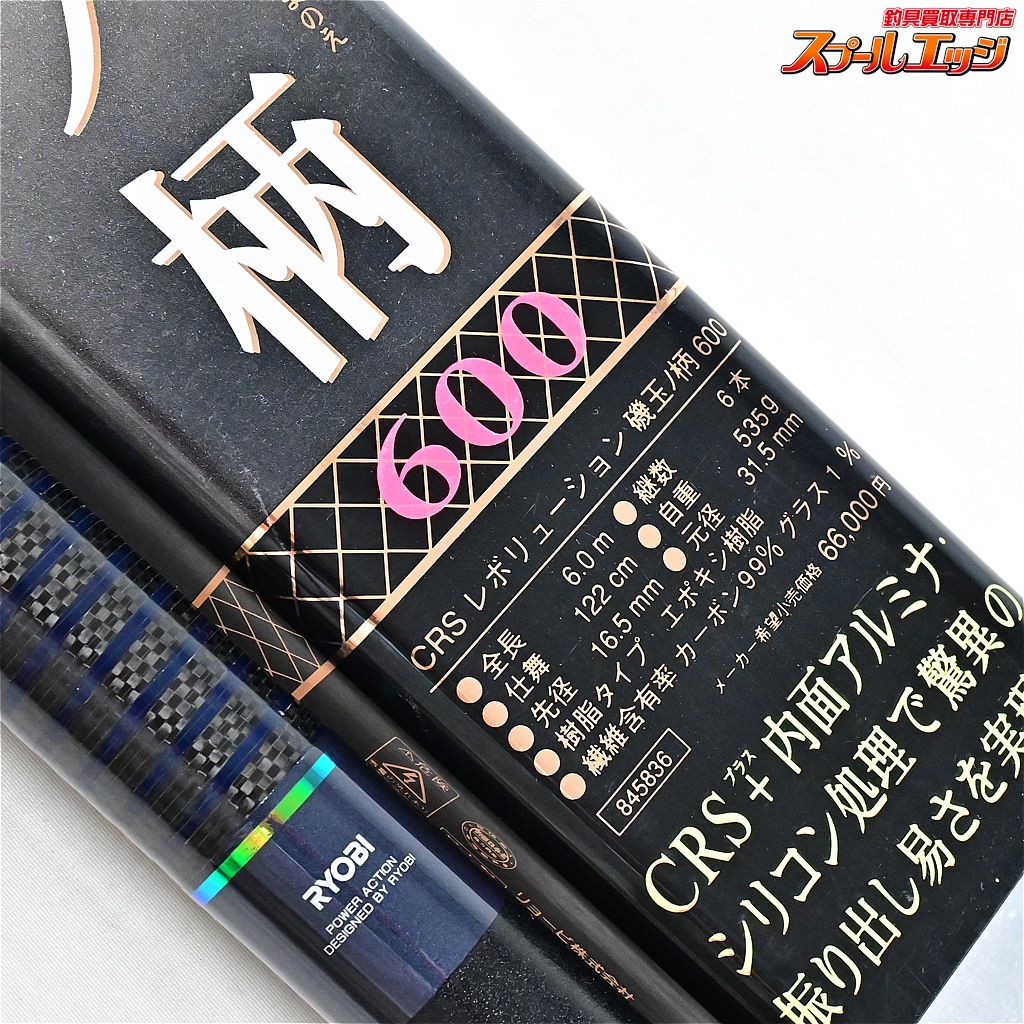 釣具買取専門店
スプールエッジ
のえ
柄
600
CRS レボリューション 磯玉ノ柄 600
●全長 6.0m ●継数 6本
●仕舞 122cm ●自重 535g
●先径 16.5mm ●元径 31.5mm
●樹脂タイプ エポキシ樹脂
●繊維含有率 カーボン99% グラス1%
メーカー希望小売価格 66,000円
845836
CRS+プラス内面アルミナ・
シリコン処理で驚異の
振り出し易さを実現
RYOBI
POWER ACTION
DESIGNED BY RYOBI
リョービ株式会社